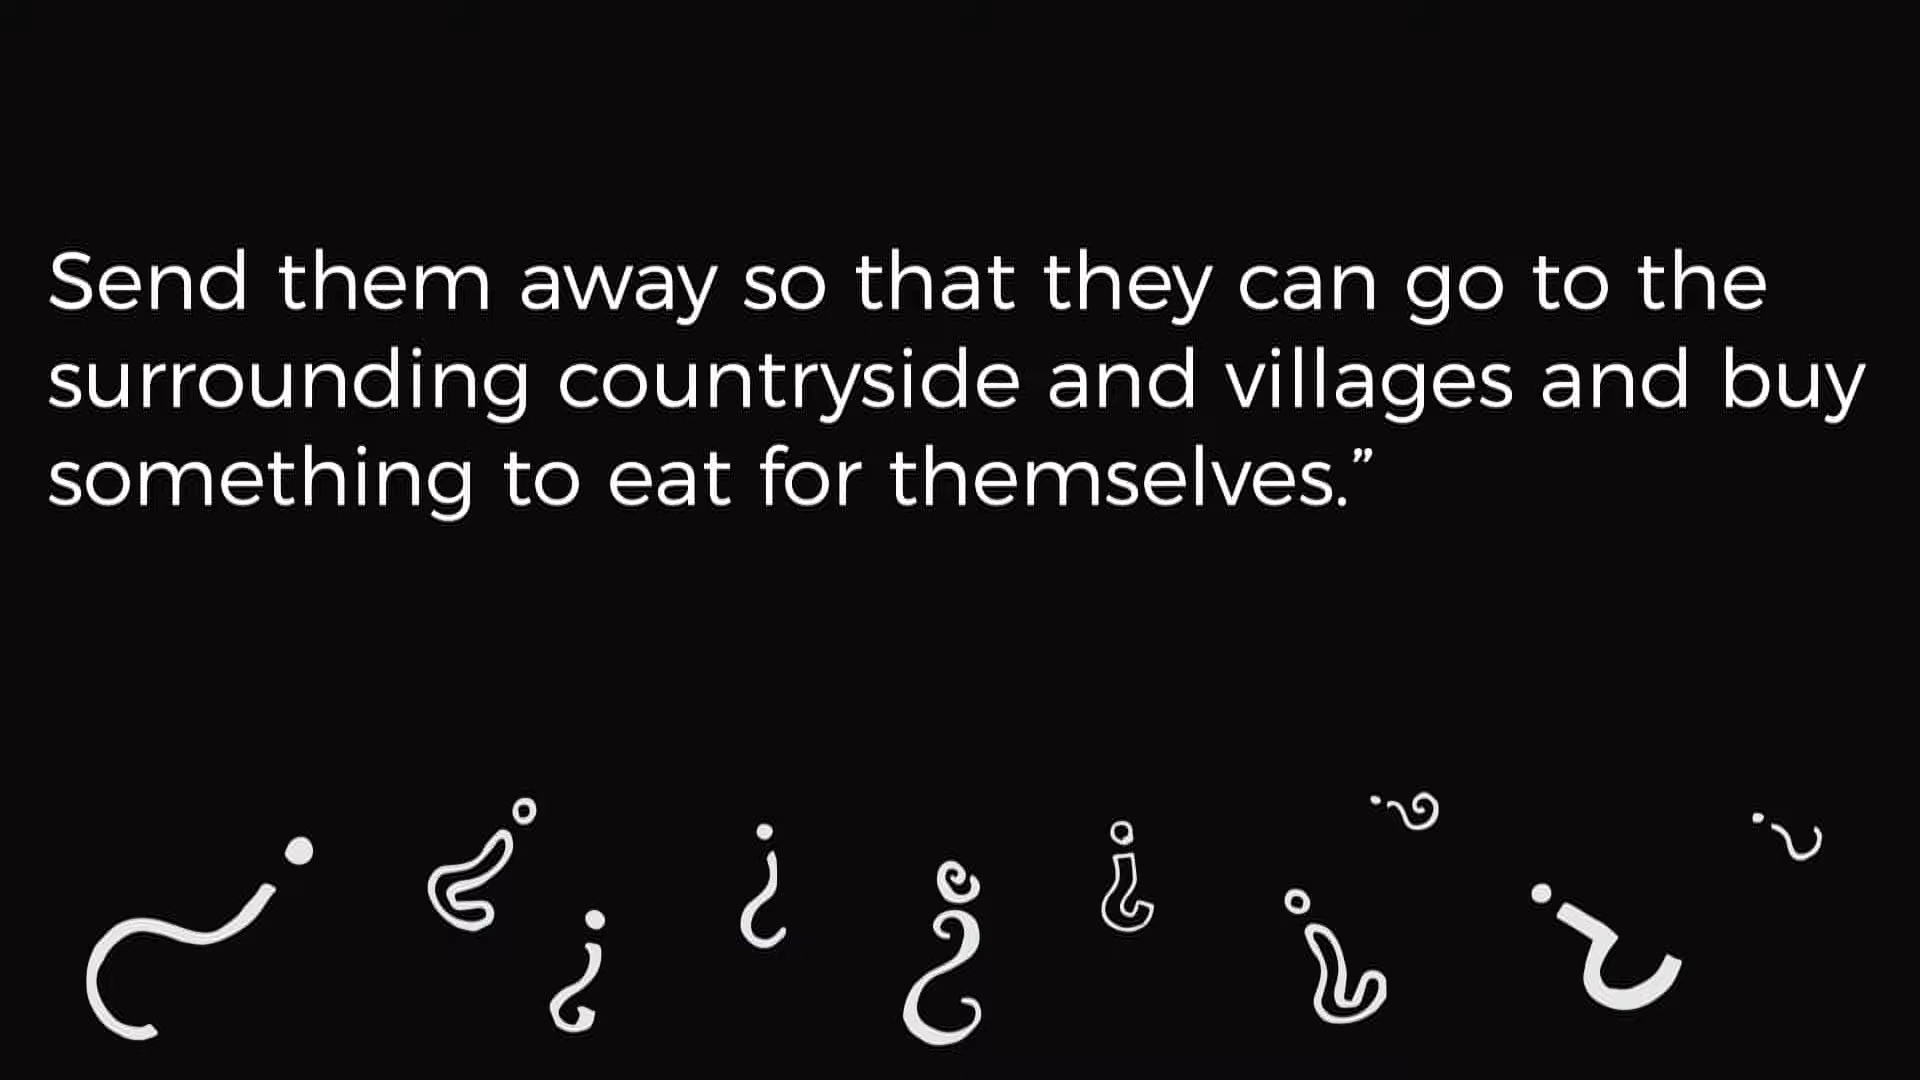 Send them away so that they can go to the
surrounding countryside and villages and buy
something to eat for themselves.”